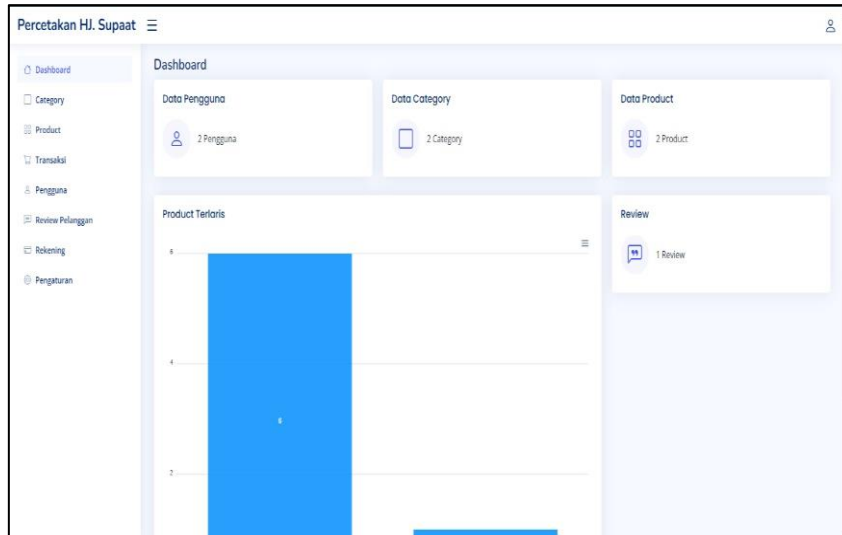 Percetakan HJ. Supaat
Dashboard
Category
Product
Transaksi
Pengguna
Review Pelanggan
Rekening
Pengaturan
Dashboard
Data Pengguna
2 Pengguna
Data Category
2 Category
Data Product
2 Product
Product Terlaris
6
4
2
6
Review
1 Review